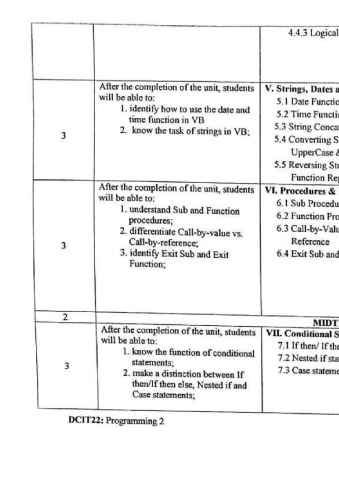 4.4.3 Logical
3
After the completion of the unit, students
will be able to:
1. identify how to use the date and
time function in VB
2. know the task of strings in VB;
V. Strings, Dates a
5.1 Date Functio
5.2 Time Functi
5.3 String Conca
5.4 Converting S
UpperCase &
5.5 Reversing Str
Function Rep
3
After the completion of the unit, students
will be able to:
1. understand Sub and Function
procedures;
2. differentiate Call-by-value vs.
Call-by-reference;
3. identify Exit Sub and Exit
Function;
VI. Procedures &
6.1 Sub Procedu
6.2 Function Pro
6.3 Call-by-Valu
Reference
6.4 Exit Sub and
2
MIDT
3
After the completion of the unit, students
will be able to:
1. know the function of conditional
statements;
2. make a distinction between If
then/If then else, Nested if and
Case statements;
VII. Conditional S
7.1 If then/ If the
7.2 Nested if sta
7.3 Case stateme
DCIT22: Programming 2